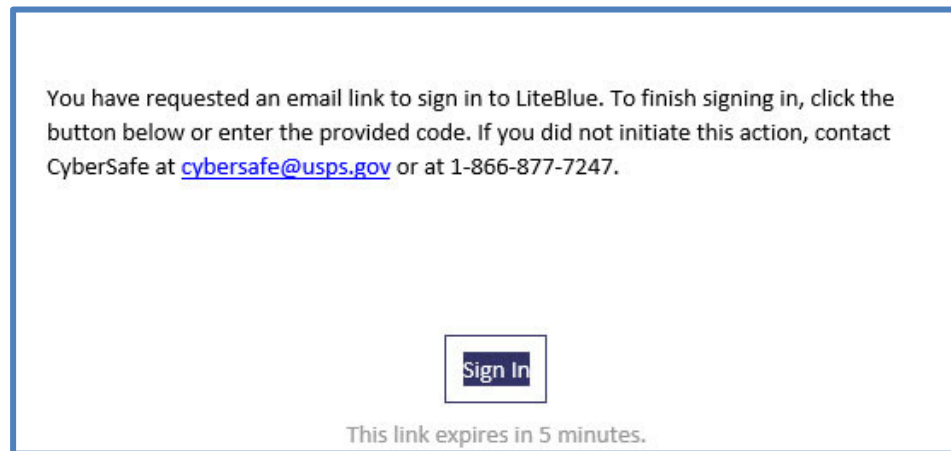 You have requested an email link to sign in to LiteBlue. To finish signing in, click the
button below or enter the provided code. If you did not initiate this action, contact
CyberSafe at cybersafe@usps.gov or at 1-866-877-7247.
Sign In
This link expires in 5 minutes.